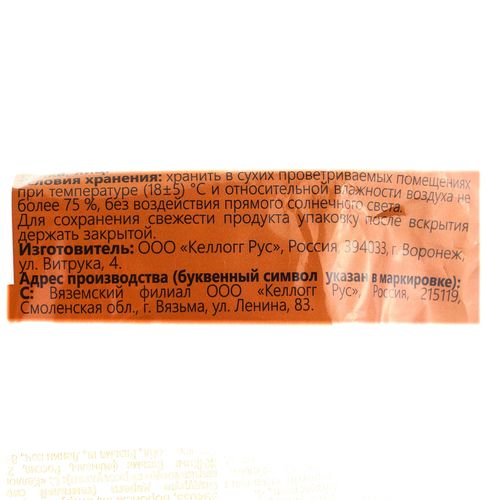 Условия хранения: хранить в сухих проветриваемых помещениях
при температуре (18±5) °С и относительной влажности воздуха не
более 75 %, без воздействия прямого солнечного света.
Для сохранения свежести продукта упаковку после вскрытия
держать закрытой.
Изготовитель: ООО «Келлогг Рус», Россия, 394033, г. Воронеж,
ул. Витрука, 4.
Адрес производства (буквенный символ указан в маркировке):
С: Вяземский филиал ООО «Келлогг Рус», Россия, 215119,
Смоленская обл., г. Вязьма, ул. Ленина, 83.